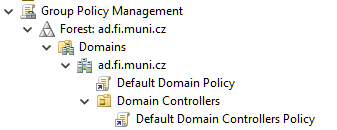 Group Policy Management
Forest: ad.fi.muni.cz
Domains
ad.fi.muni.cz
Default Domain Policy
Domain Controllers
Default Domain Controllers Policy